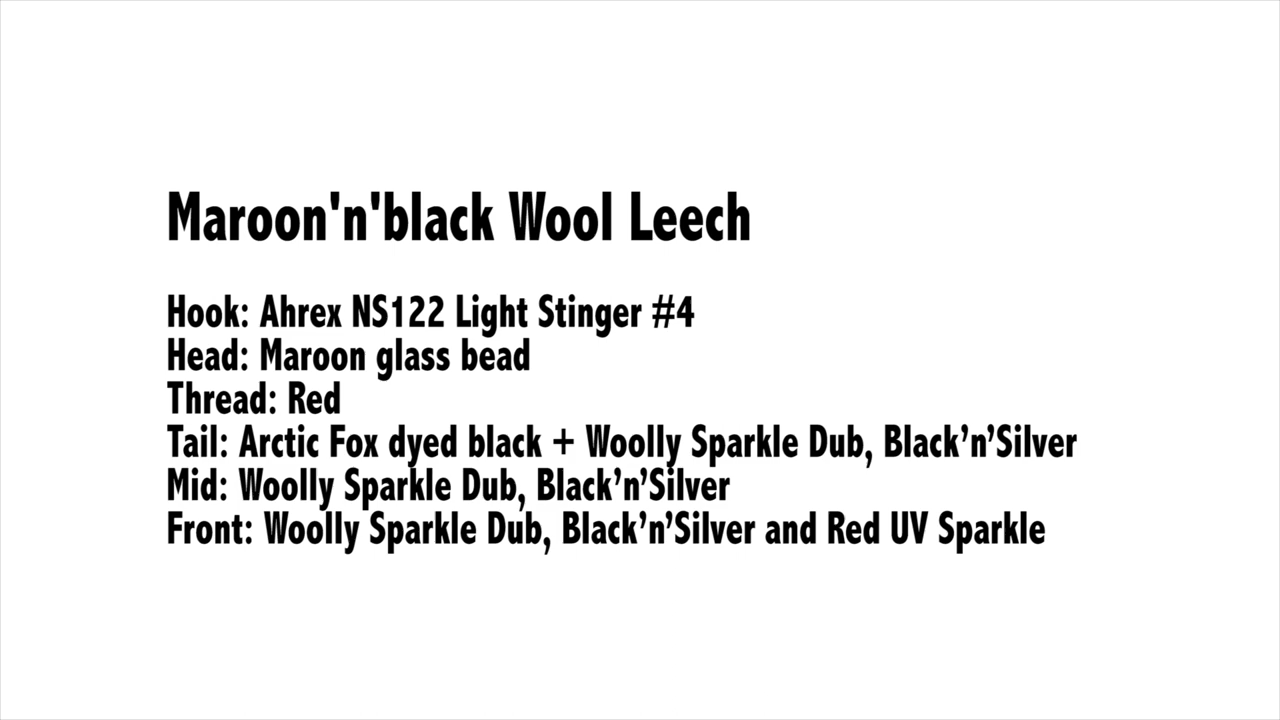 Maroon'n'black Wool Leech
Hook: Ahrex NS122 Light Stinger #4
Head: Maroon glass bead
Thread: Red
Tail: Arctic Fox dyed black + Woolly Sparkle Dub, Black’n’Silver
Mid: Woolly Sparkle Dub, Black’n’Silver
Front: Woolly Sparkle Dub, Black’n’Silver and Red UV Sparkle